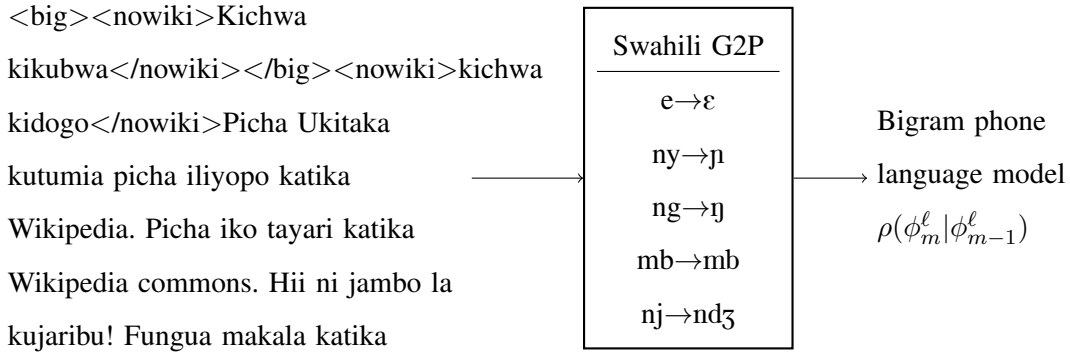 <big><nowiki>Kichwa
kikubwa</nowiki></big><nowiki>kichwa
kidogo</nowiki>Picha Ukitaka
kutumia picha iliyopo katika
Wikipedia. Picha iko tayari katika
Wikipedia commons. Hii ni jambo la
kujaribu! Fungua makala katika
Swahili G2P
e→ɛ
ny→ɲ
ng→ŋ
mb→mb
nj→ndʒ
Bigram phone
language model
ρ(ϕ^ℓ_m|ϕ^ℓ_{m−1})